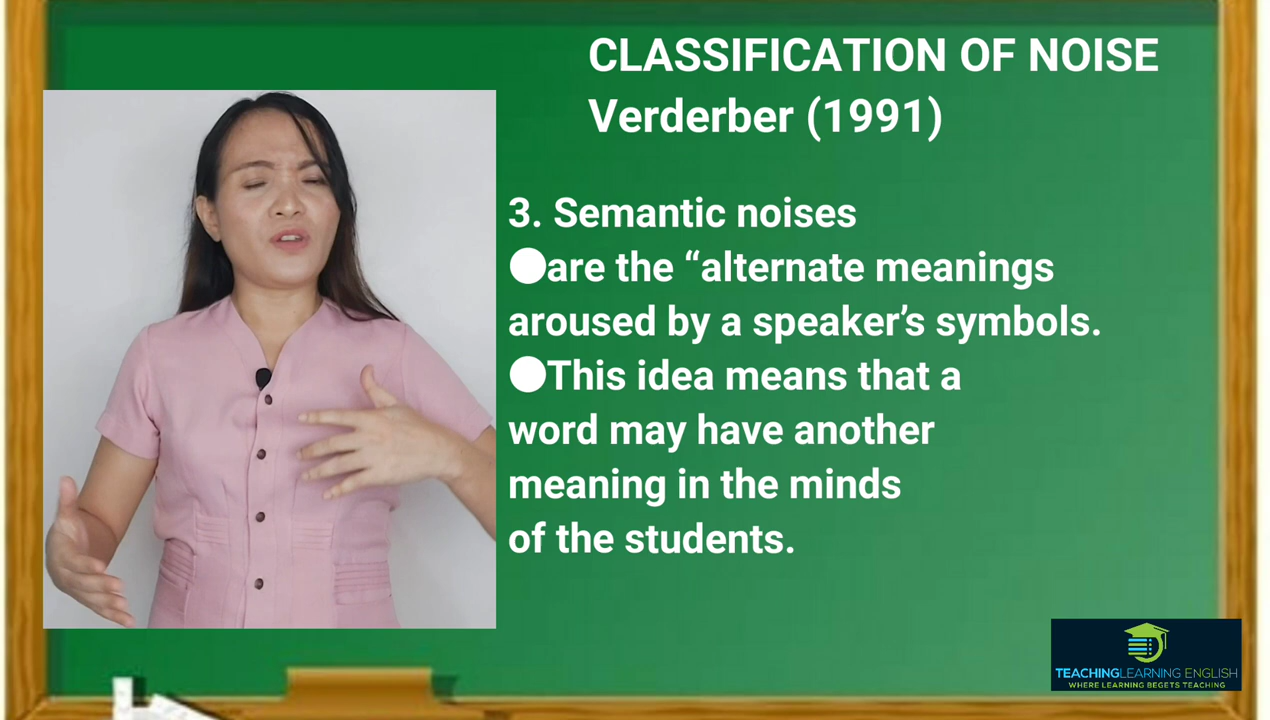 CLASSIFICATION OF NOISE
Verderber (1991)
3. Semantic noises
●are the “alternate meanings
aroused by a speaker’s symbols.
●This idea means that a
word may have another
meaning in the minds
of the students.
TEACHINGLEARNING ENGLISH
WHERE LEARNING BEGETS TEACHING